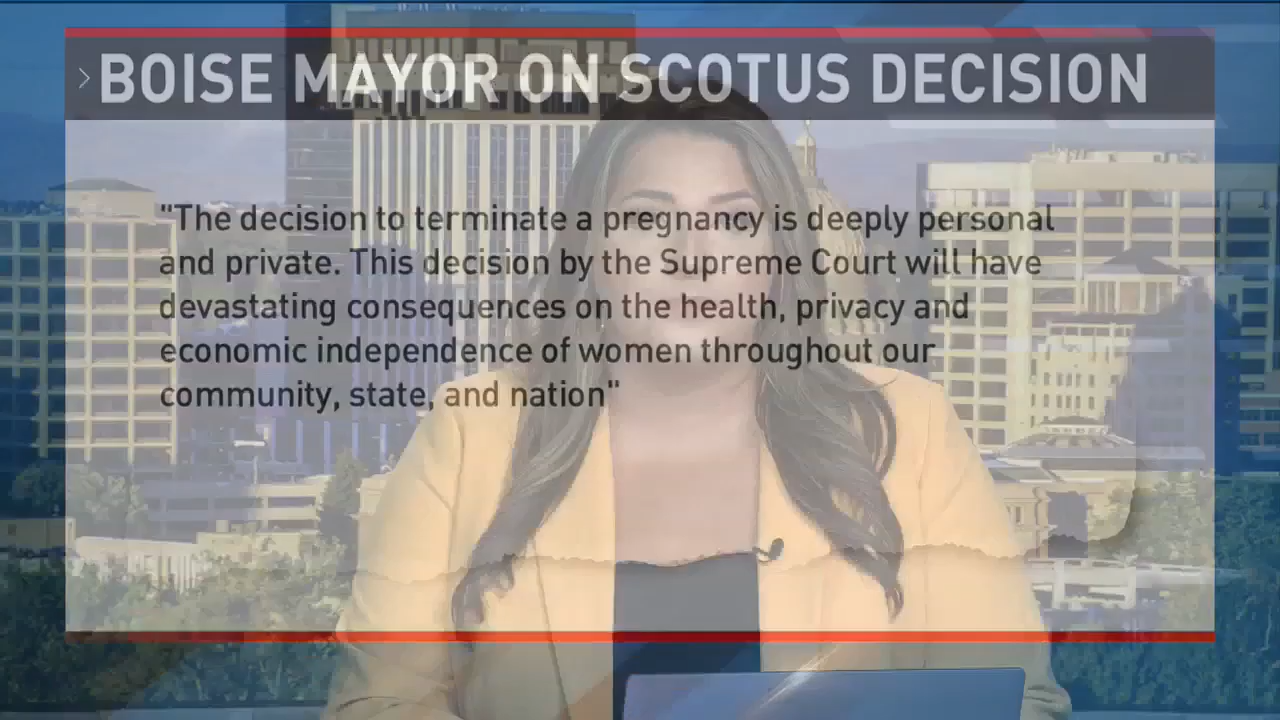 BOISE MAYOR ON SCOTUS DECISION
"The decision to terminate a pregnancy is deeply personal
and private. This decision by the Supreme Court will have
devastating consequences on the health, privacy and
economic independence of women throughout our
community, state, and nation"